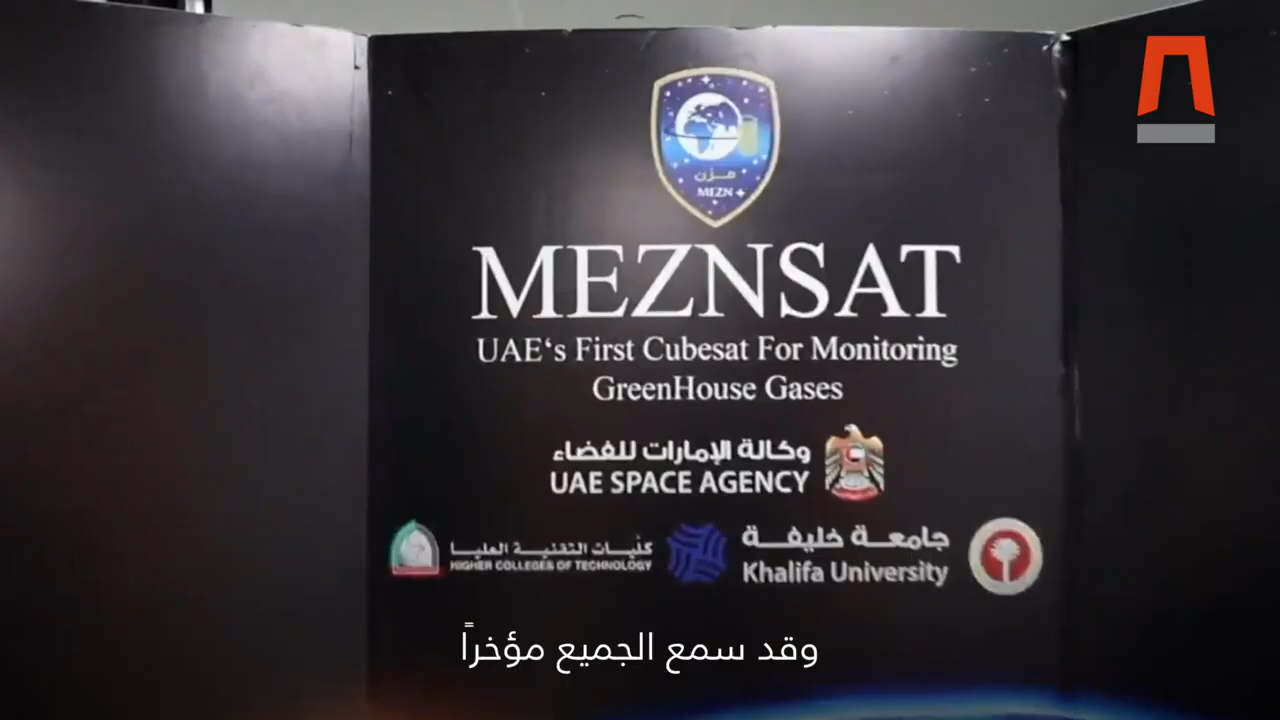 مزن
MEZN
MEZNSAT
UAE‘s First Cubesat For Monitoring
GreenHouse Gases
وكالة الإمارات للفضاء
UAE SPACE AGENCY
كليات التقنية العليا
HIGHER COLLEGES OF TECHNOLOGY
جامعة خليفة
Khalifa University
وقد سمع الجميع مؤخراً